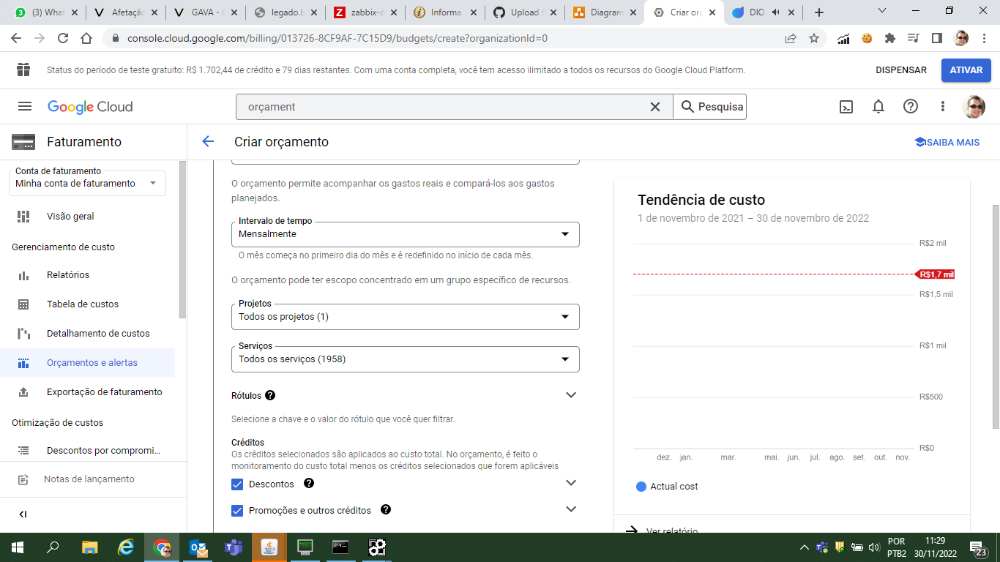 (3) What
Afetação
GAVA - C
legado.b
zabbix-d
Informa
Upload f
Diagram
Criar orç
DIO
console.cloud.google.com/billing/013726-8CF9AF-7C15D9/budgets/create?organizationId=0
Status do período de teste gratuito: R$ 1.702,44 de crédito e 79 dias restantes. Com uma conta completa, você tem acesso ilimitado a todos os recursos do Google Cloud Platform.
DISPENSAR
ATIVAR
Google Cloud
orçament
Pesquisa
Faturamento
Criar orçamento
SAIBA MAIS
Conta de faturamento
Minha conta de faturamento
Visão geral
Gerenciamento de custo
Relatórios
Tabela de custos
Detalhamento de custos
Orçamentos e alertas
Exportação de faturamento
Otimização de custos
Descontos por compromi...
Notas de lançamento
O orçamento permite acompanhar os gastos reais e compará-los aos gastos
planejados.
Intervalo de tempo
Mensalmente
O mês começa no primeiro dia do mês e é redefinido no início de cada mês.
O orçamento pode ter escopo concentrado em um grupo específico de recursos.
Projetos
Todos os projetos (1)
Serviços
Todos os serviços (1958)
Rótulos
Selecione a chave e o valor do rótulo que você quer filtrar.
Créditos
Os créditos selecionados são aplicados ao custo total. No orçamento, é feito o
monitoramento do custo total menos os créditos selecionados que forem aplicáveis
Descontos
Promoções e outros créditos
Tendência de custo
1 de novembro de 2021 – 30 de novembro de 2022
R$2 mil
R$1,7 mil
R$1,5 mil
R$1 mil
R$500
R$0
dez. jan. mar. mai. jun. jul. ago. set. out. nov.
Actual cost
Ver relatório
POR
PTB2
11:29
30/11/2022
23